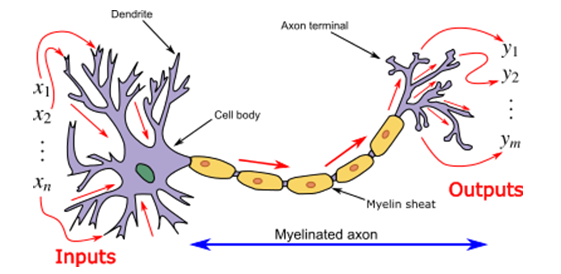 Dendrite
Axon terminal
x1
x2
⋮
xn
Cell body
y1
y2
⋮
ym
Myelin sheat
Outputs
Myelinated axon
Inputs